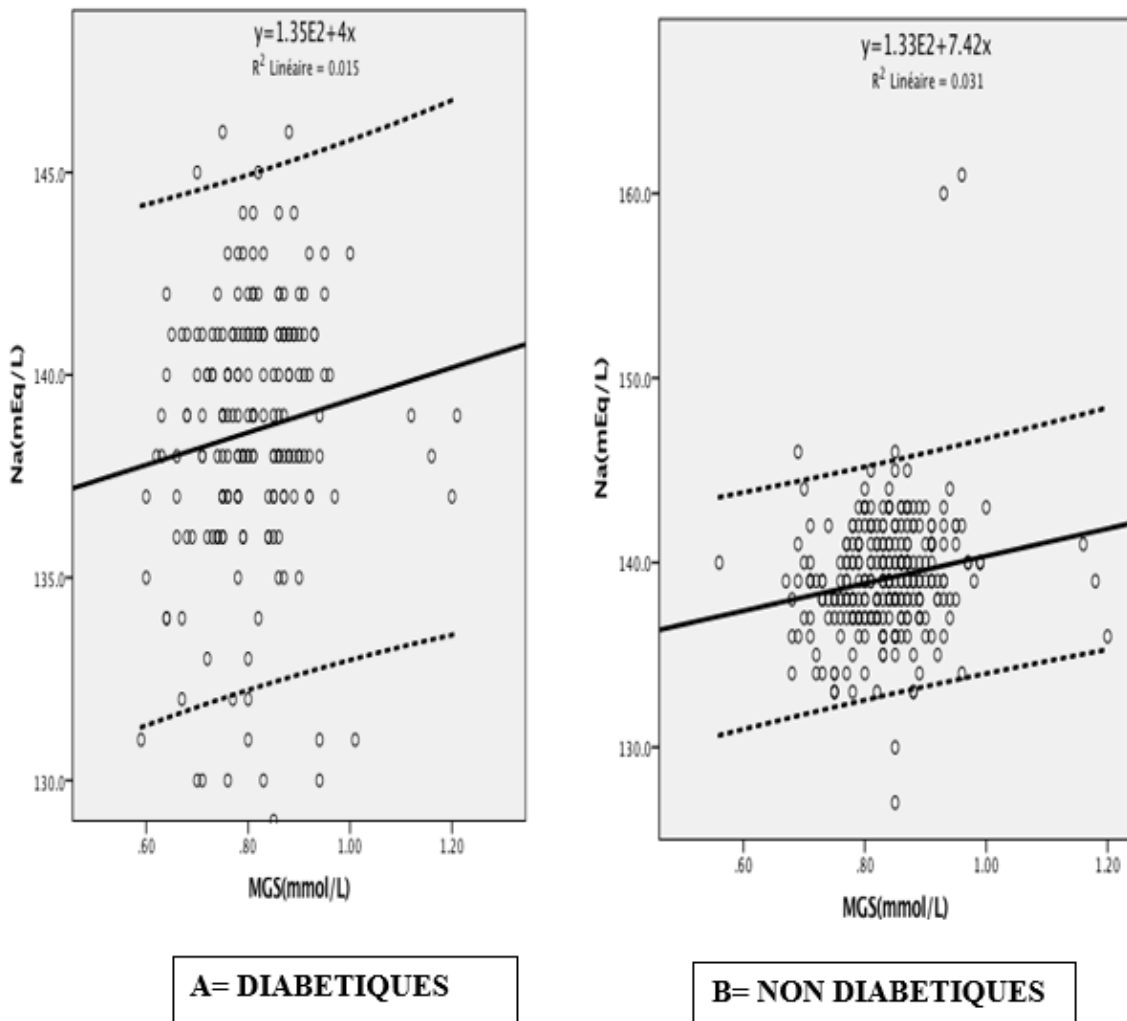 y=1.35E2+4x
R² Linéaire = 0.015
145.0
140.0
135.0
130.0
Na(mEq/L)
.60 .80 1.00 1.20
MGS(mmol/L)
A= DIABETIQUES
y=1.33E2+7.42x
R² Linéaire = 0.031
160.0
150.0
140.0
130.0
Na(mEq/L)
.60 .80 1.00 1.20
MGS(mmol/L)
B= NON DIABETIQUES